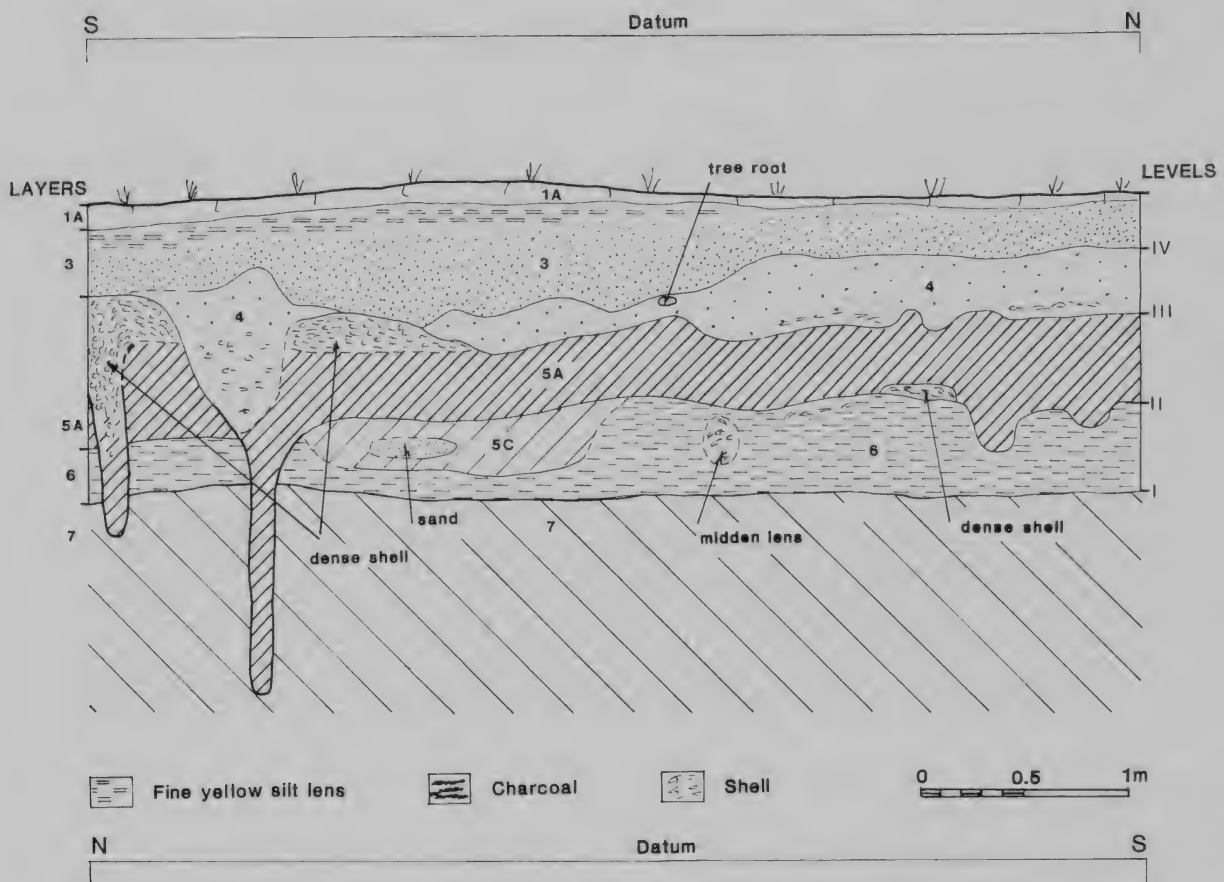 S Datum N
tree root
LAYERS LEVELS
1A 1A
3 3 IV
4 4 III
5A 5A II
5C
6 6 I
sand
7 7
dense shell midden lens dense shell
Fine yellow silt lens Charcoal Shell 0 0.5 1m
N Datum S